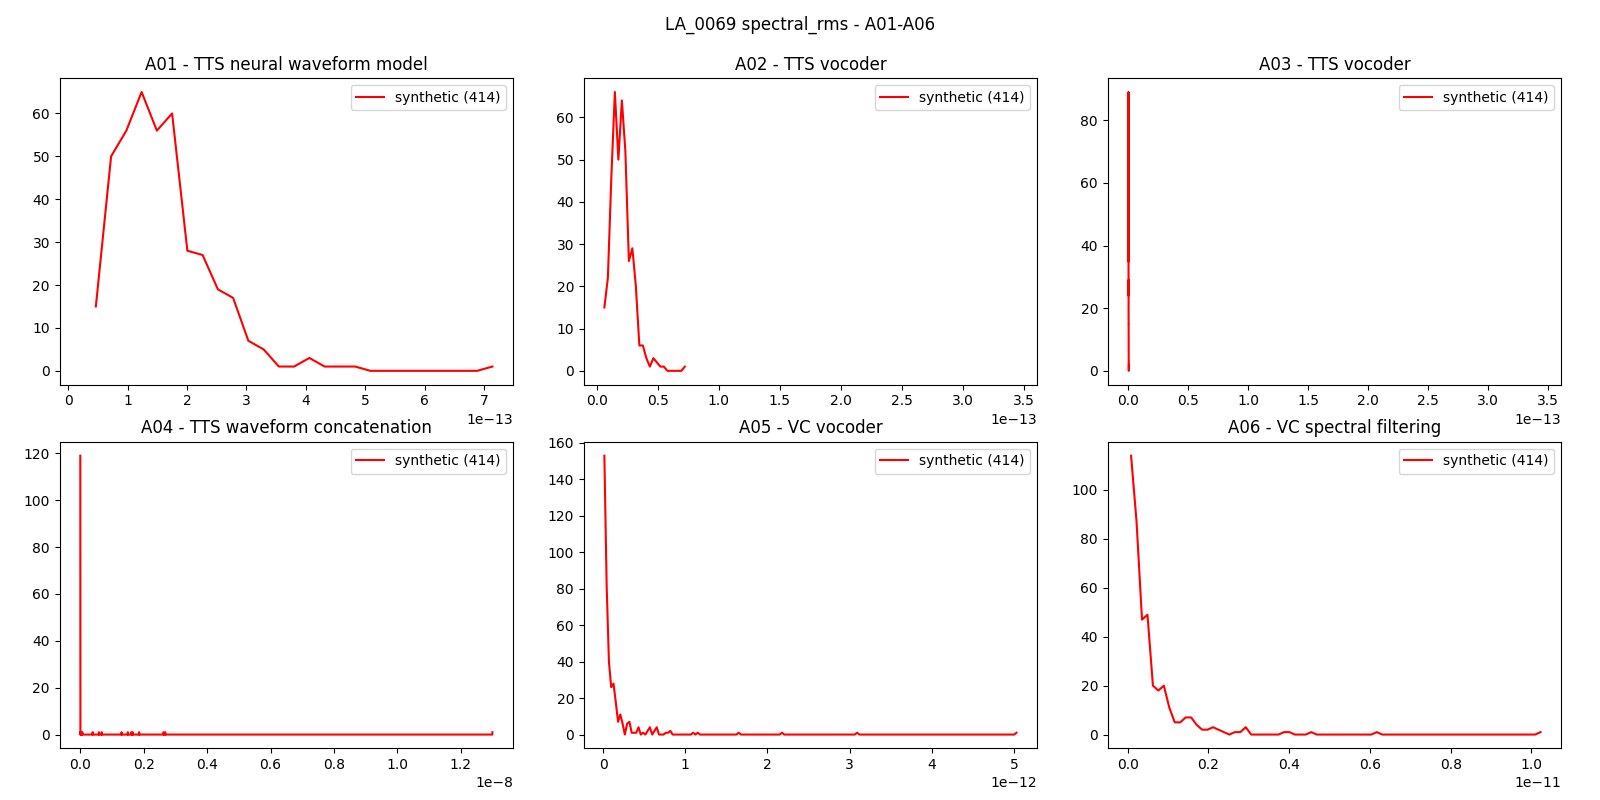 LA_0069 spectral_rms - A01-A06
A01 - TTS neural waveform model
synthetic (414)
60
50
40
30
20
10
0
0 1 2 3 4 5 6 7
1e−13
A02 - TTS vocoder
synthetic (414)
60
50
40
30
20
10
0
0.0 0.5 1.0 1.5 2.0 2.5 3.0 3.5
1e−13
A03 - TTS vocoder
synthetic (414)
80
60
40
20
0
0.0 0.5 1.0 1.5 2.0 2.5 3.0 3.5
1e−13
A04 - TTS waveform concatenation
synthetic (414)
120
100
80
60
40
20
0
0.0 0.2 0.4 0.6 0.8 1.0 1.2
1e−8
A05 - VC vocoder
synthetic (414)
160
140
120
100
80
60
40
20
0
0 1 2 3 4 5
1e−12
A06 - VC spectral filtering
synthetic (414)
100
80
60
40
20
0
0.0 0.2 0.4 0.6 0.8 1.0
1e−11